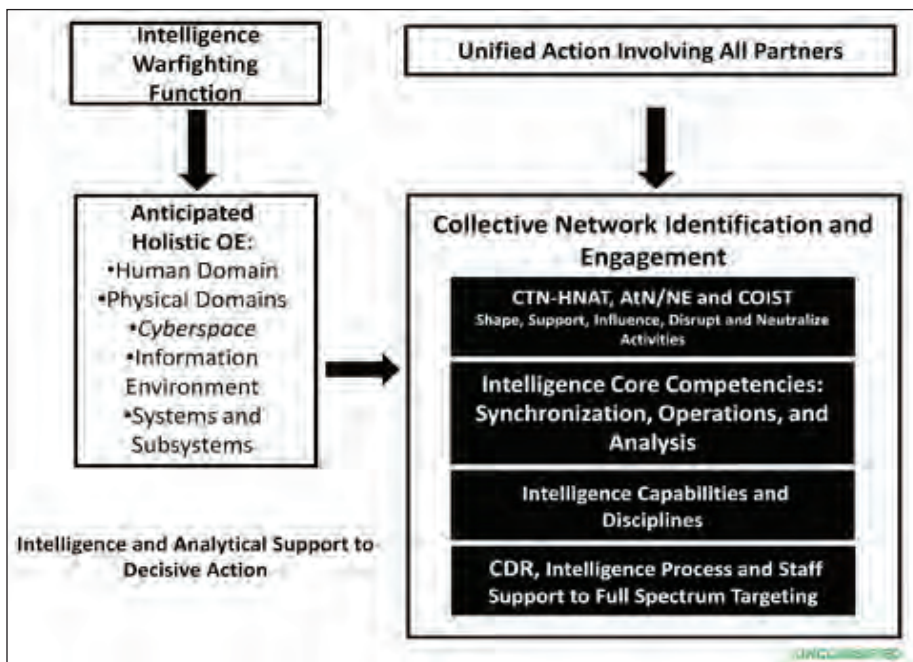 Intelligence
Warfighting
Function
Unified Action Involving All Partners
Anticipated
Holistic OE:
•Human Domain
•Physical Domains
•Cyberspace
•Information
Environment
•Systems and
Subsystems
Intelligence and Analytical Support to
Decisive Action
Collective Network Identification and
Engagement
CTN-HNAT, AtN/NE and COIST
Shape, Support, Influence, Disrupt and Neutralize
Activities
Intelligence Core Competencies:
Synchronization, Operations, and
Analysis
Intelligence Capabilities and
Disciplines
CDR, Intelligence Process and Staff
Support to Full Spectrum Targeting
UNCLASSIFIED